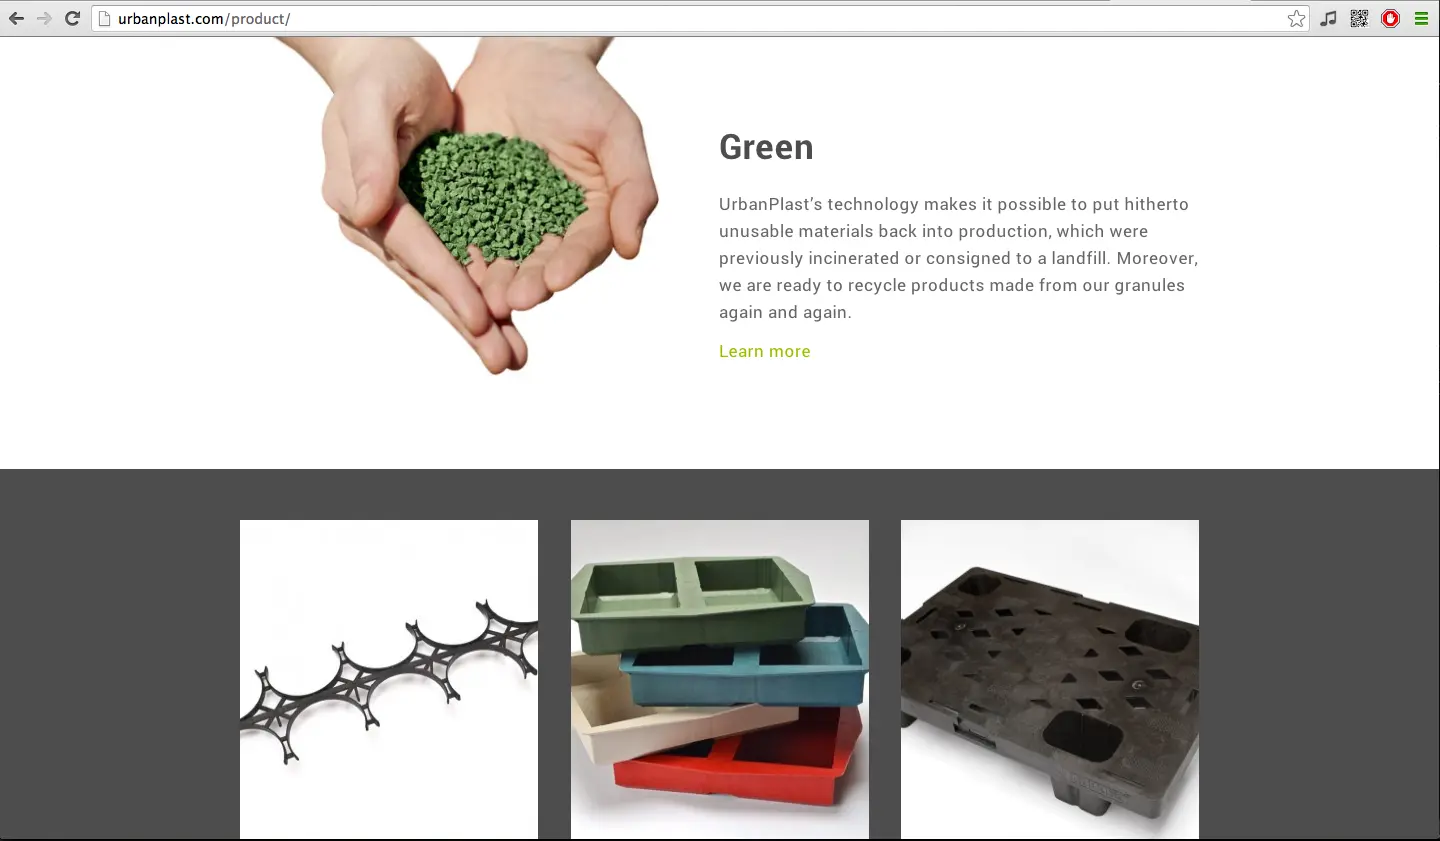 urbanplast.com/product/
Green
UrbanPlast’s technology makes it possible to put hitherto
unusable materials back into production, which were
previously incinerated or consigned to a landfill. Moreover,
we are ready to recycle products made from our granules
again and again.
Learn more